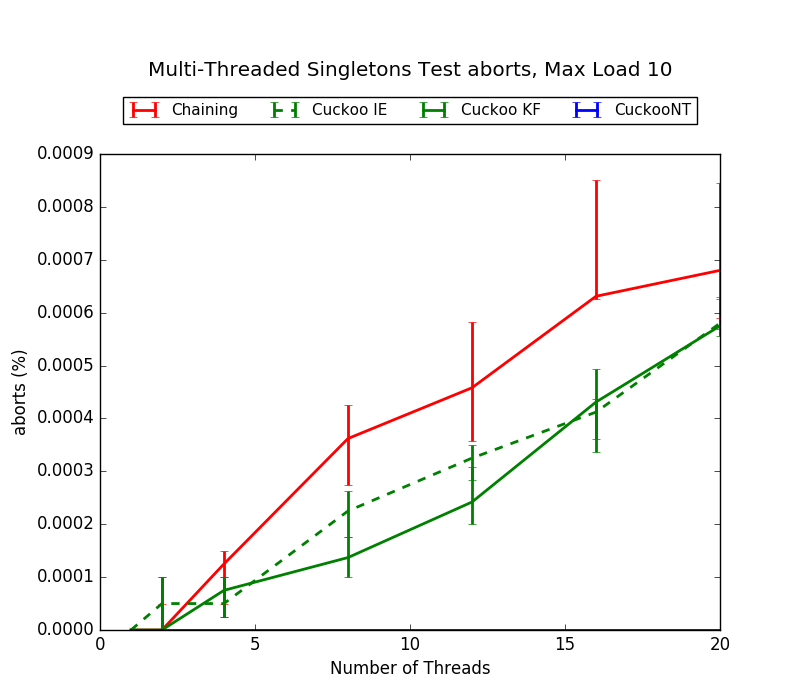 Multi-Threaded Singletons Test aborts, Max Load 10
Chaining Cuckoo IE Cuckoo KF CuckooNT
0.0009
0.0008
0.0007
0.0006
0.0005
0.0004
0.0003
0.0002
0.0001
0.0000
aborts (%)
0 5 10 15 20
Number of Threads